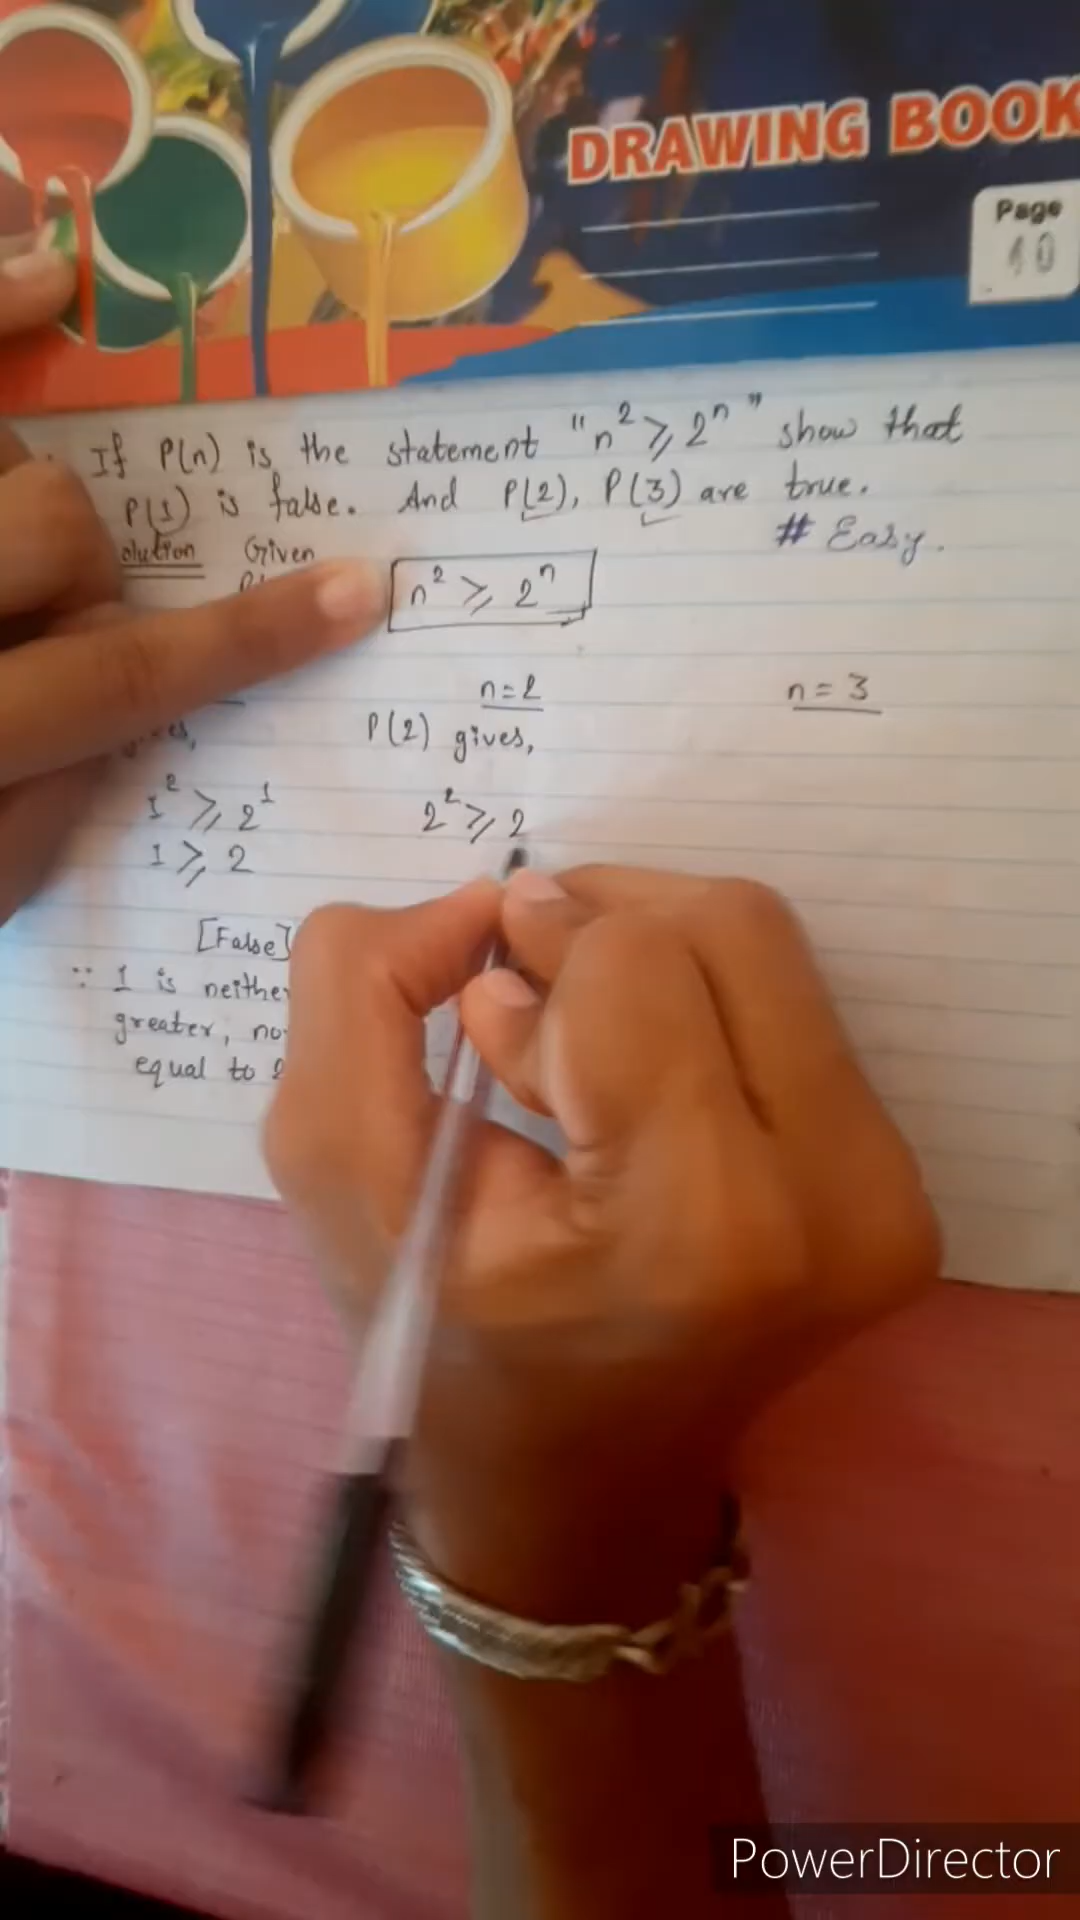 DRAWING BOOK
Page
10
If P(n) is the statement "n² ≥ 2ⁿ" show that
P(1) is false. And P(2), P(3) are true.
# Easy.
olution Given
n² ≥ 2ⁿ
n=2
n = 3
P(2) gives,
1² ≥ 2¹
2² ≥ 2
1 ≥ 2
[False]
∵ 1 is neither
greater, no
equal to 2
PowerDirector